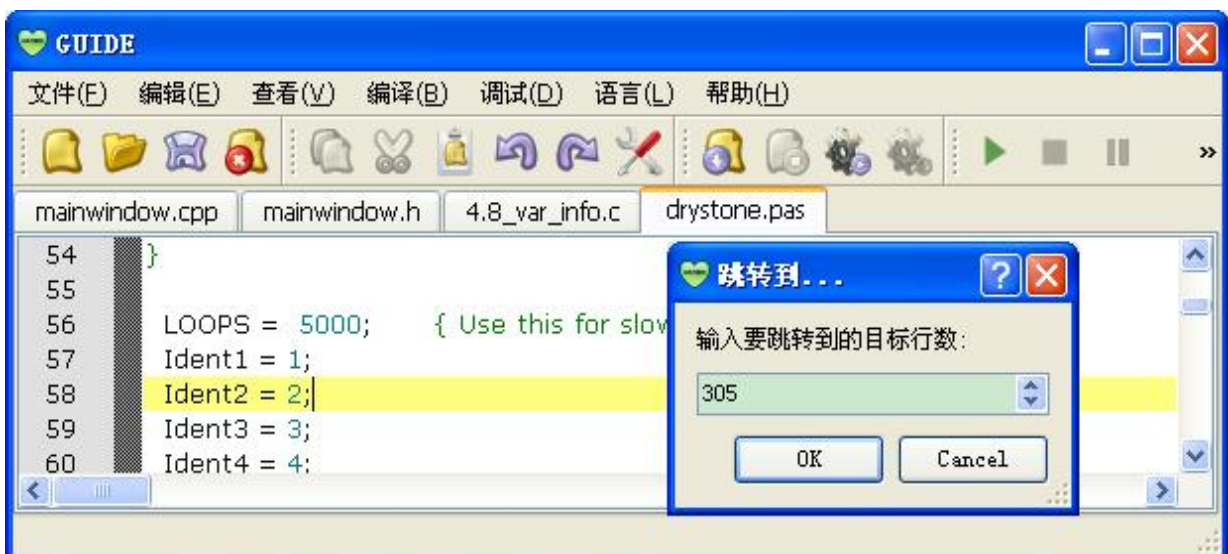 GUIDE
文件(F) 编辑(E) 查看(V) 编译(B) 调试(D) 语言(L) 帮助(H)
mainwindow.cpp mainwindow.h 4.8_var_info.c drystone.pas
54 }
55
56 LOOPS = 5000; { Use this for slow
57 Ident1 = 1;
58 Ident2 = 2;
59 Ident3 = 3;
60 Ident4 = 4;
跳转到...
输入要跳转到的目标行数:
305
OK Cancel